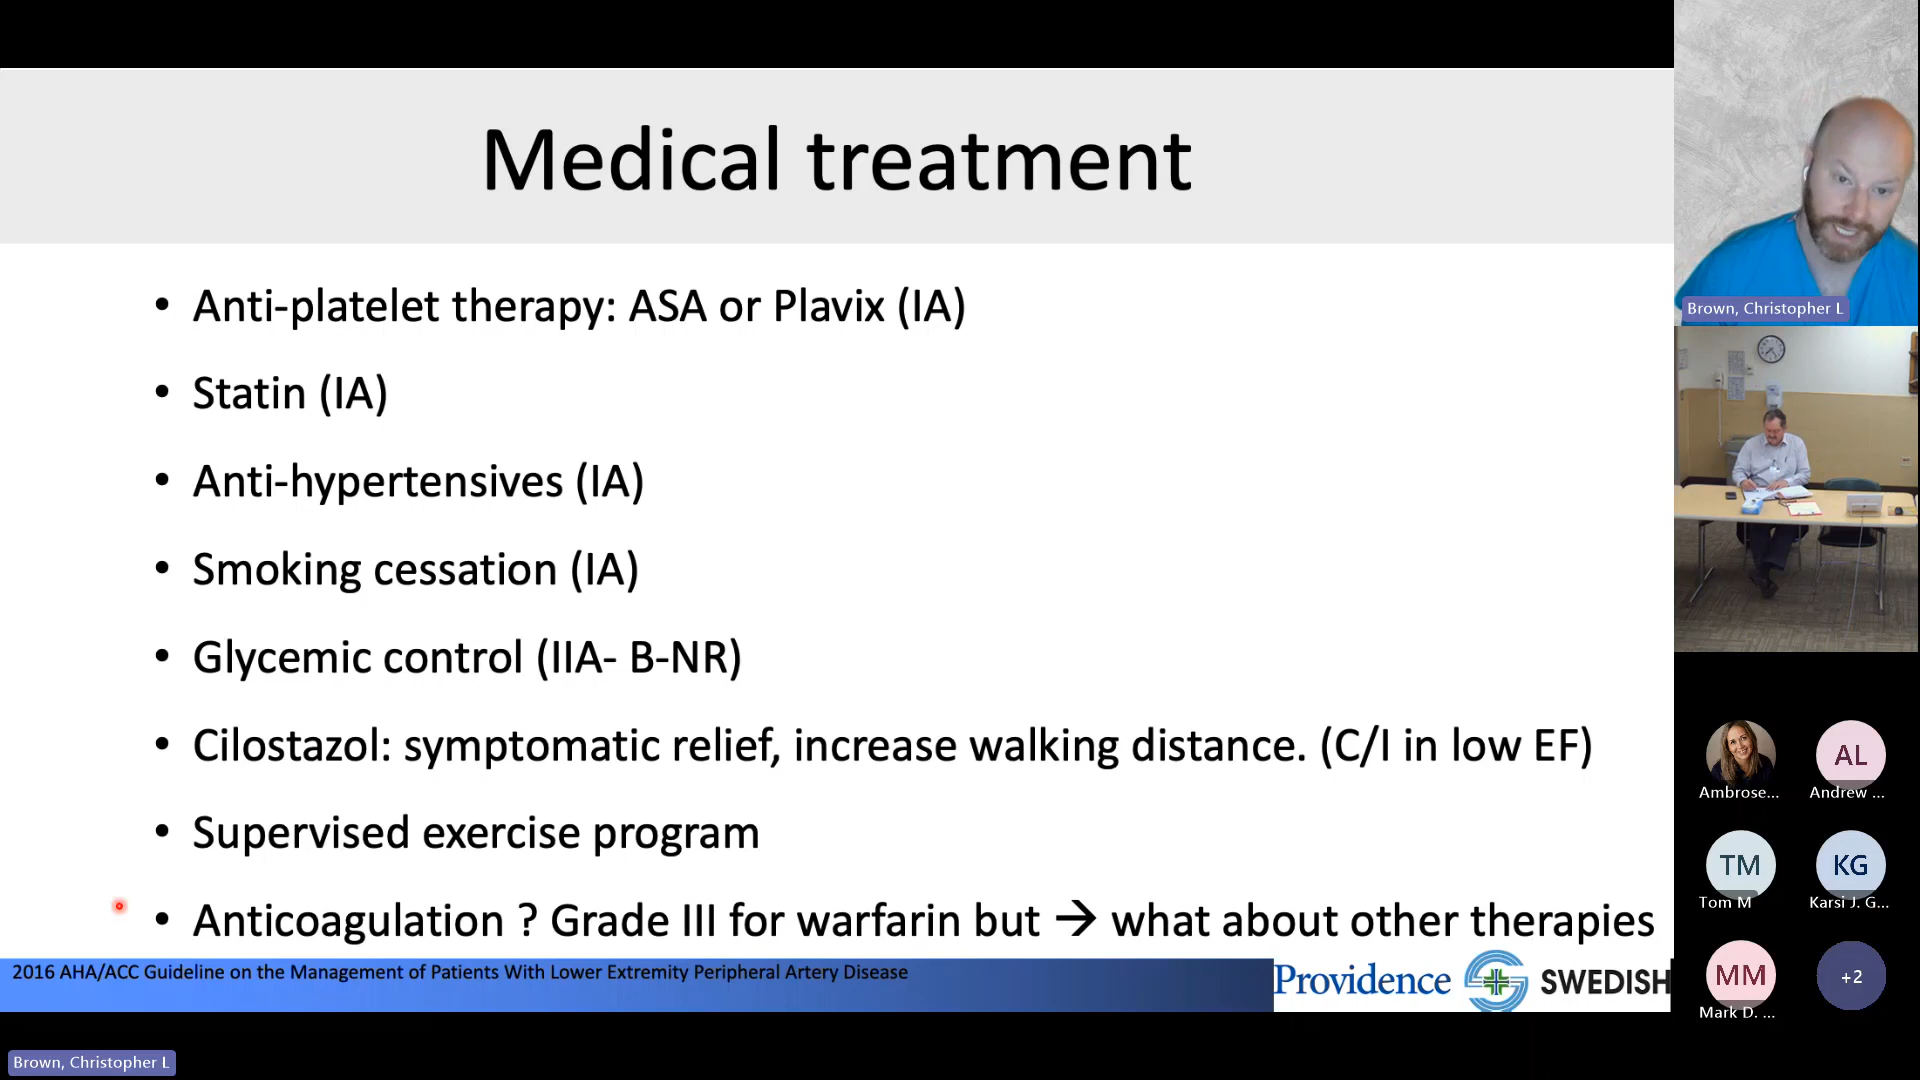 Medical treatment
• Anti-platelet therapy: ASA or Plavix (IA)
• Statin (IA)
• Anti-hypertensives (IA)
• Smoking cessation (IA)
• Glycemic control (IIA- B-NR)
• Cilostazol: symptomatic relief, increase walking distance. (C/I in low EF)
• Supervised exercise program
• Anticoagulation ? Grade III for warfarin but → what about other therapies
2016 AHA/ACC Guideline on the Management of Patients With Lower Extremity Peripheral Artery Disease
Providence SWEDISH
Brown, Christopher L
Brown, Christopher L
AL
Ambrose...
Andrew ...
TM
KG
Tom M
Karsi J. G...
MM
+2
Mark D. ...